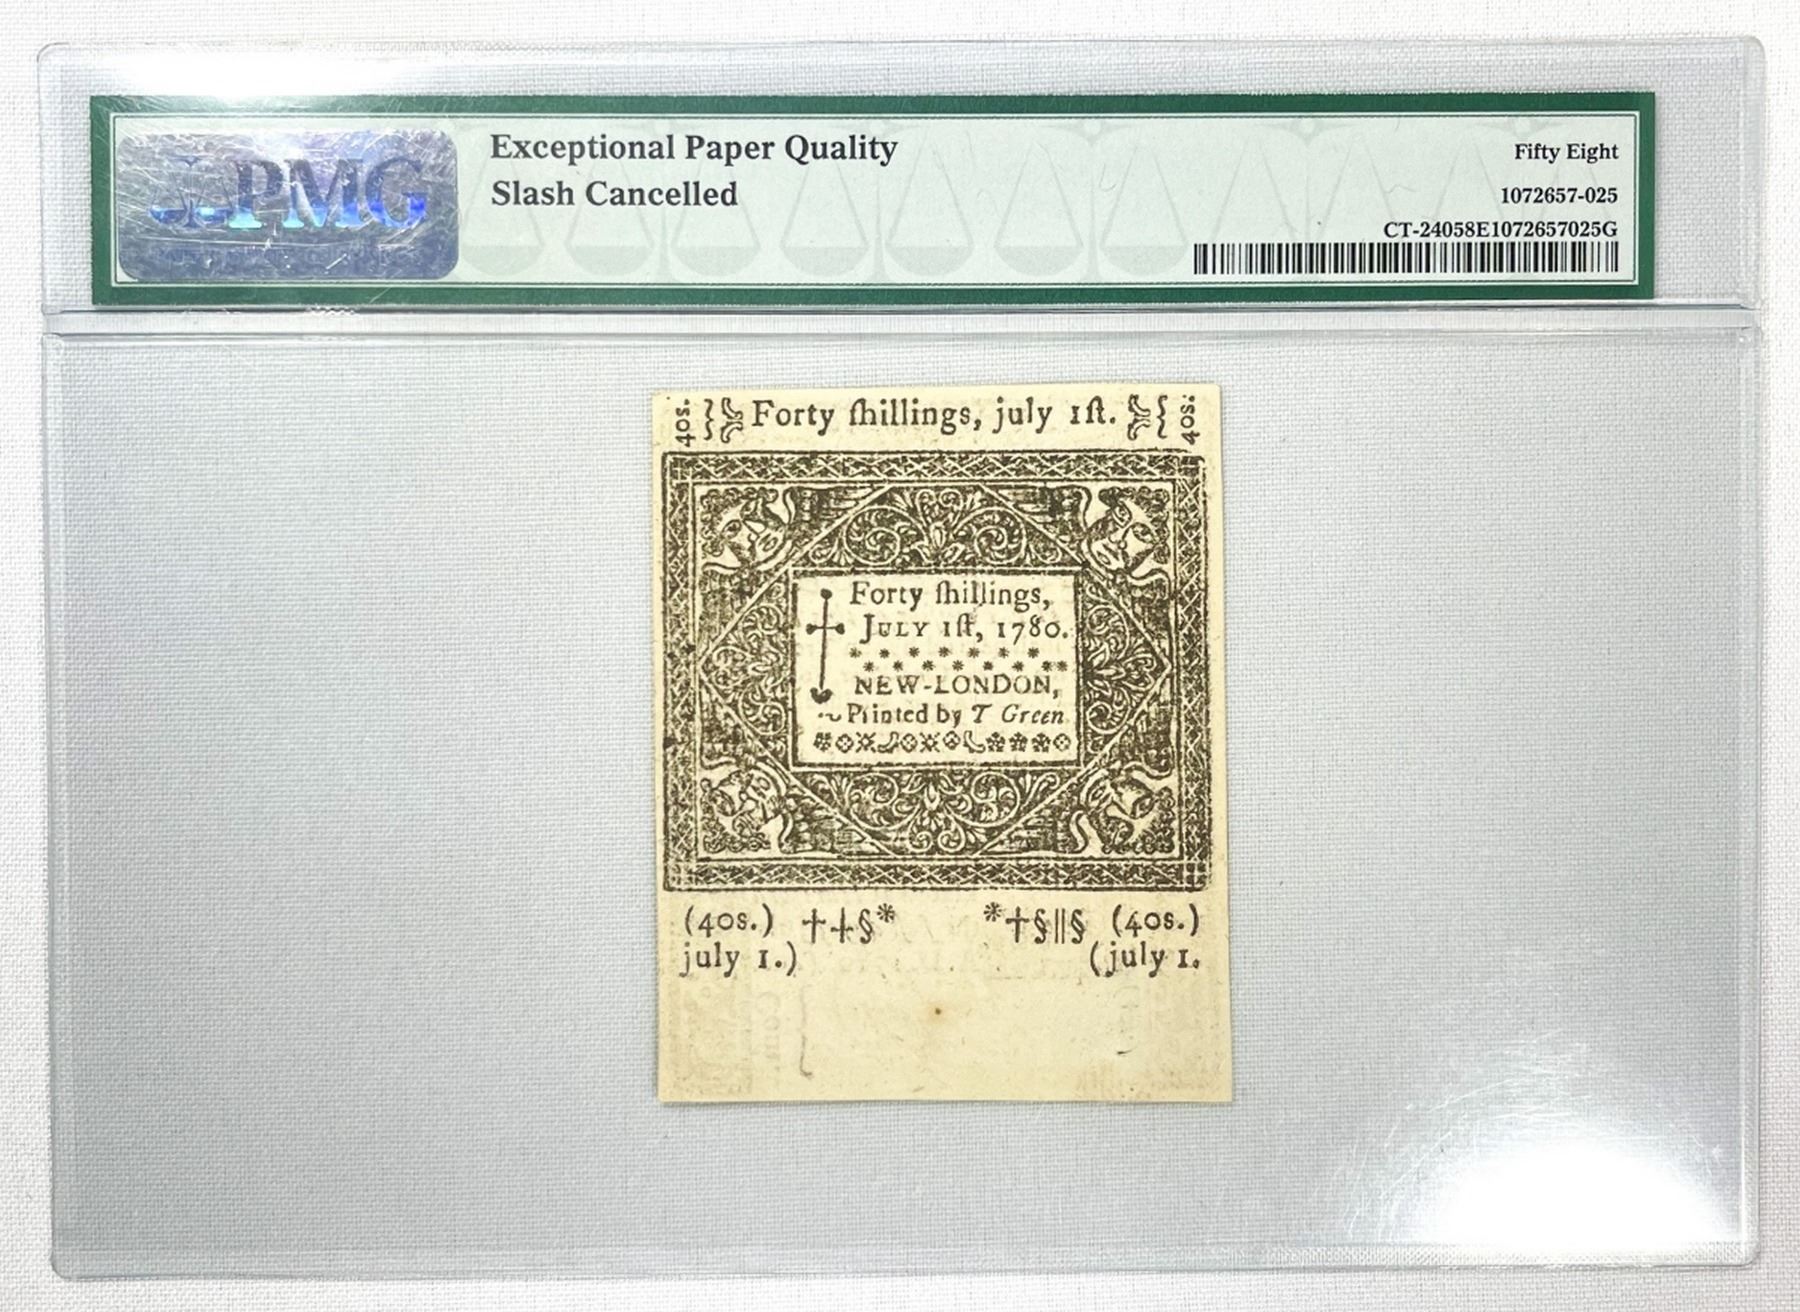 PMG
Exceptional Paper Quality
Slash Cancelled
Fifty Eight
1072657-025
CT-24058E1072657025G
40s. Forty ſhillings, july 1ſt. 40s.
Forty ſhillings,
July 1ſt, 1780.
* * * * * * *
* * * * * * * *
NEW-LONDON,
Printed by T Green
(40s.) ††§* *†§‖§ (40s.)
july 1.) (july 1.